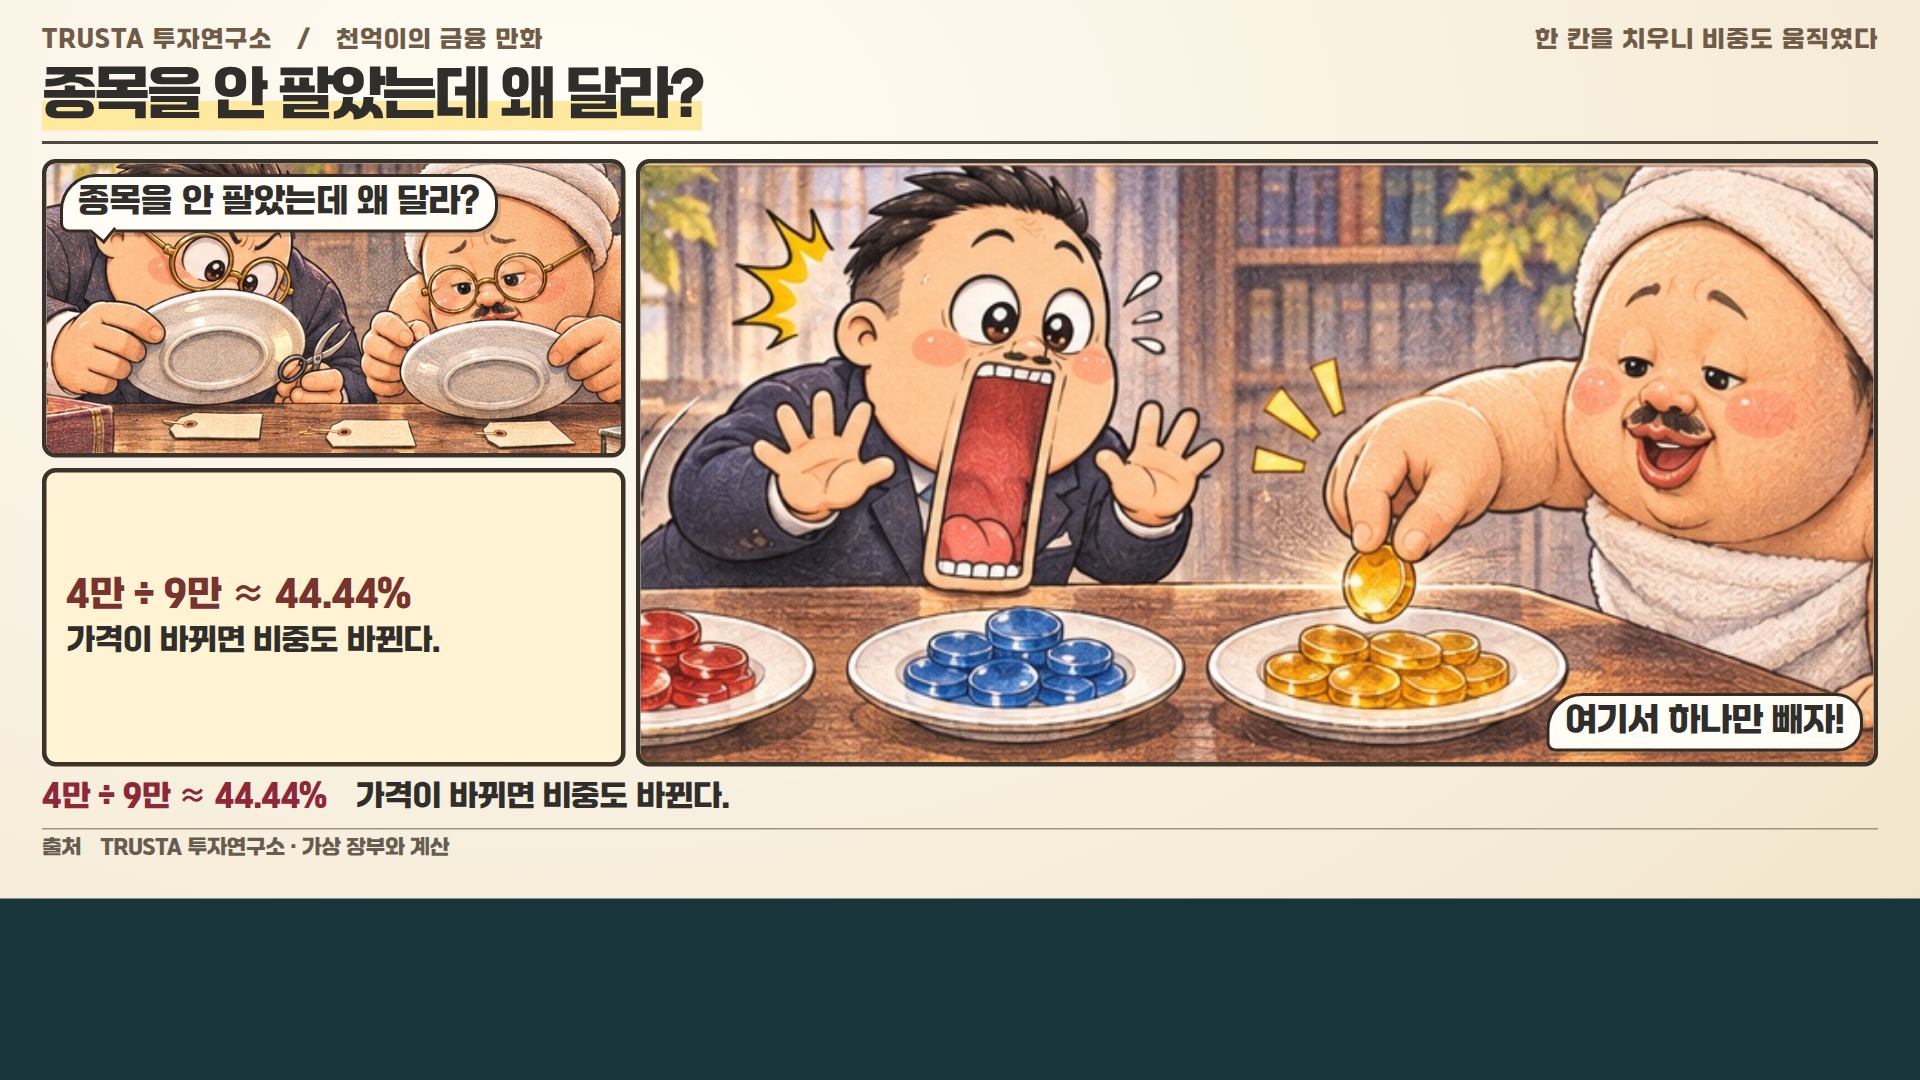 TRUSTA 투자연구소 / 천억이의 금융 만화
한 칸을 치우니 비중도 움직였다
종목을 안 팔았는데 왜 달라?
종목을 안 팔았는데 왜 달라?
4만 ÷ 9만 ≈ 44.44%
가격이 바뀌면 비중도 바뀐다.
여기서 하나만 빼자!
4만 ÷ 9만 ≈ 44.44% 가격이 바뀌면 비중도 바뀐다.
출처 TRUSTA 투자연구소 · 가상 장부와 계산